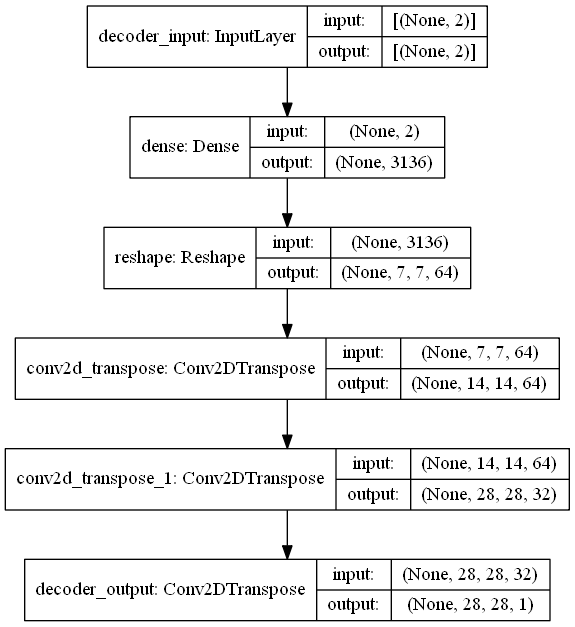 decoder_input: InputLayer
input:
[(None, 2)]
output:
[(None, 2)]
dense: Dense
input:
(None, 2)
output:
(None, 3136)
reshape: Reshape
input:
(None, 3136)
output:
(None, 7, 7, 64)
conv2d_transpose: Conv2DTranspose
input:
(None, 7, 7, 64)
output:
(None, 14, 14, 64)
conv2d_transpose_1: Conv2DTranspose
input:
(None, 14, 14, 64)
output:
(None, 28, 28, 32)
decoder_output: Conv2DTranspose
input:
(None, 28, 28, 32)
output:
(None, 28, 28, 1)